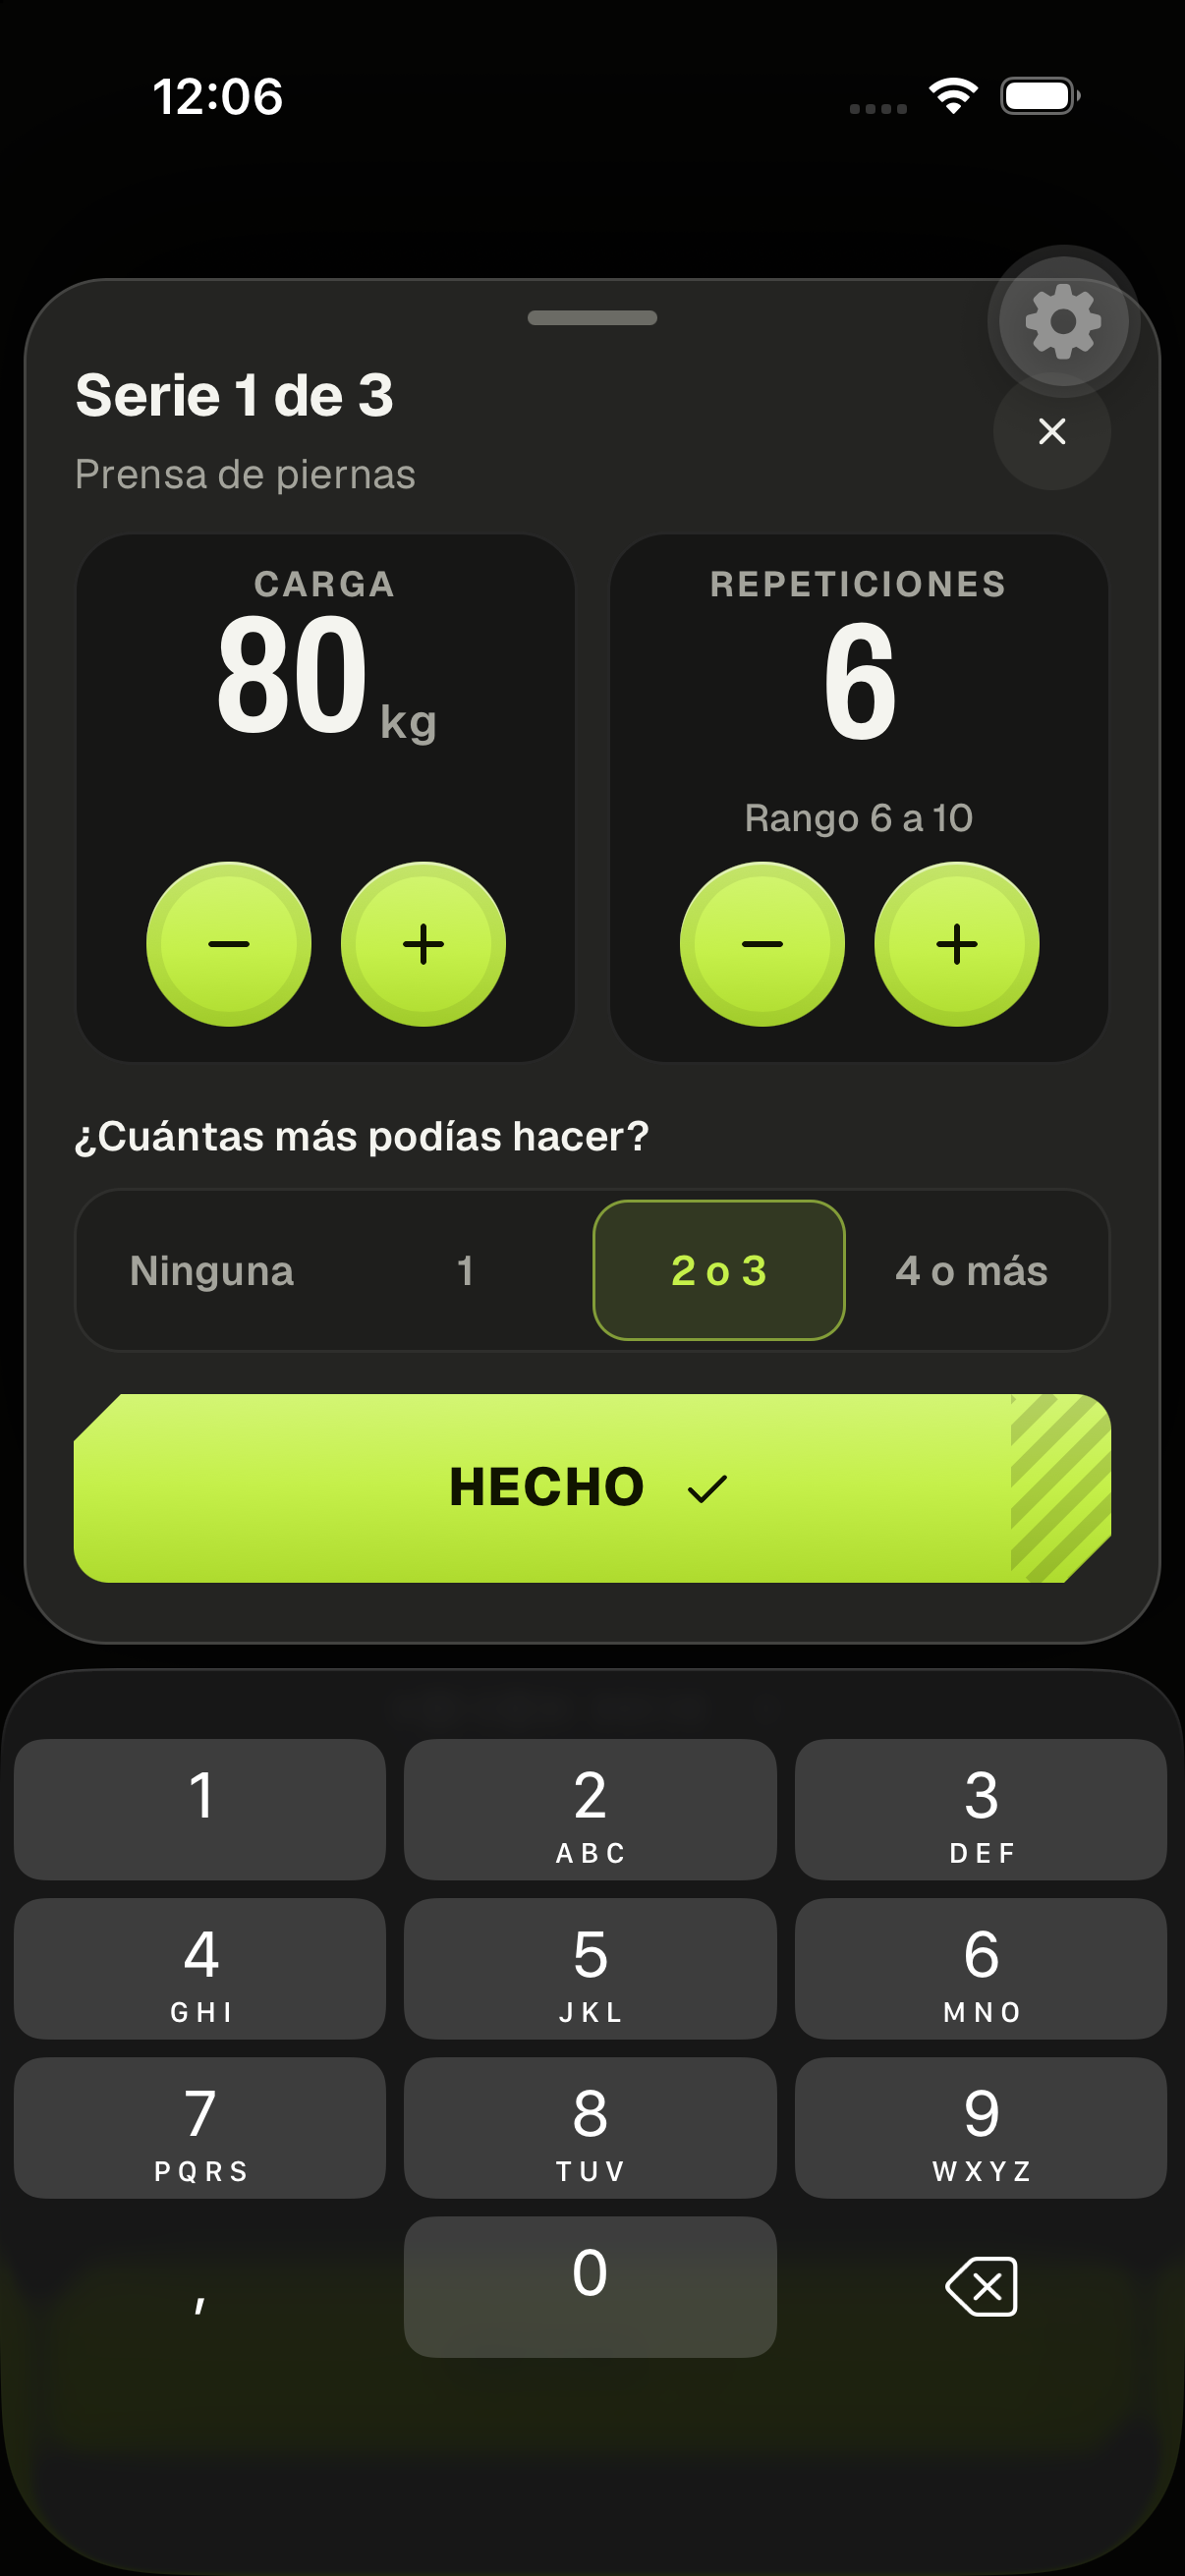 12:06
Serie 1 de 3
Prensa de piernas
CARGA
80 kg
REPETICIONES
6
Rango 6 a 10
¿Cuántas más podías hacer?
Ninguna 1 2 o 3 4 o más
HECHO
1 2 3
ABC DEF
4 5 6
GHI JKL MNO
7 8 9
PQRS TUV WXYZ
, 0